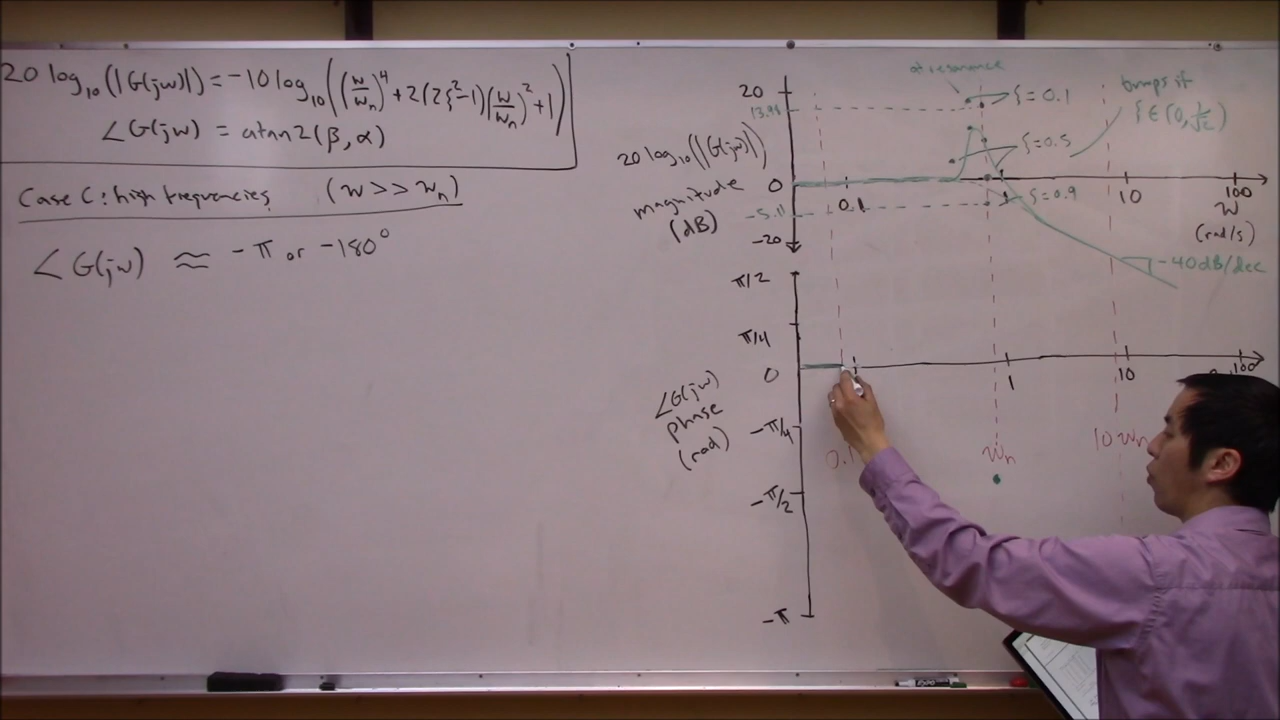 20 log₁₀(|G(jω)|) = -10 log₁₀((ω/ωₙ)⁴ + 2(2ξ²-1)(ω/ωₙ)² + 1)
∠G(jω) = atan2(β, α)
Case C: high frequencies (ω >> ωₙ)
∠G(jω) ≈ -π or -180°
at resonance
20
13.98
ξ=0.1
bumps if
ξ∈(0, 1/√2)
20 log₁₀(|G(jω)|)
magnitude
(dB)
ξ=0.5
0
0.1
1
10
100
ω
(rad/s)
ξ=0.9
-5.11
-20
-40dB/dec
π/2
π/4
0
1
10
100
∠G(jω)
phase
(rad)
-π/4
0.1
ωₙ
10ωₙ
-π/2
-π